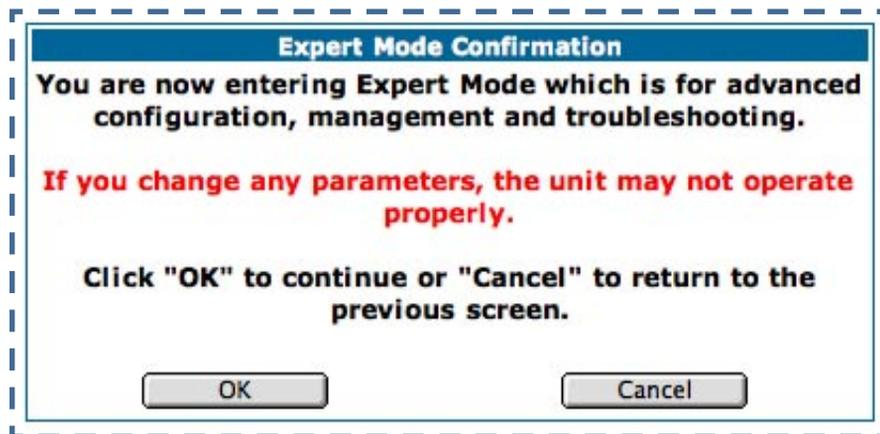 Expert Mode Confirmation
You are now entering Expert Mode which is for advanced
configuration, management and troubleshooting.
If you change any parameters, the unit may not operate
properly.
Click "OK" to continue or "Cancel" to return to the
previous screen.
OK Cancel